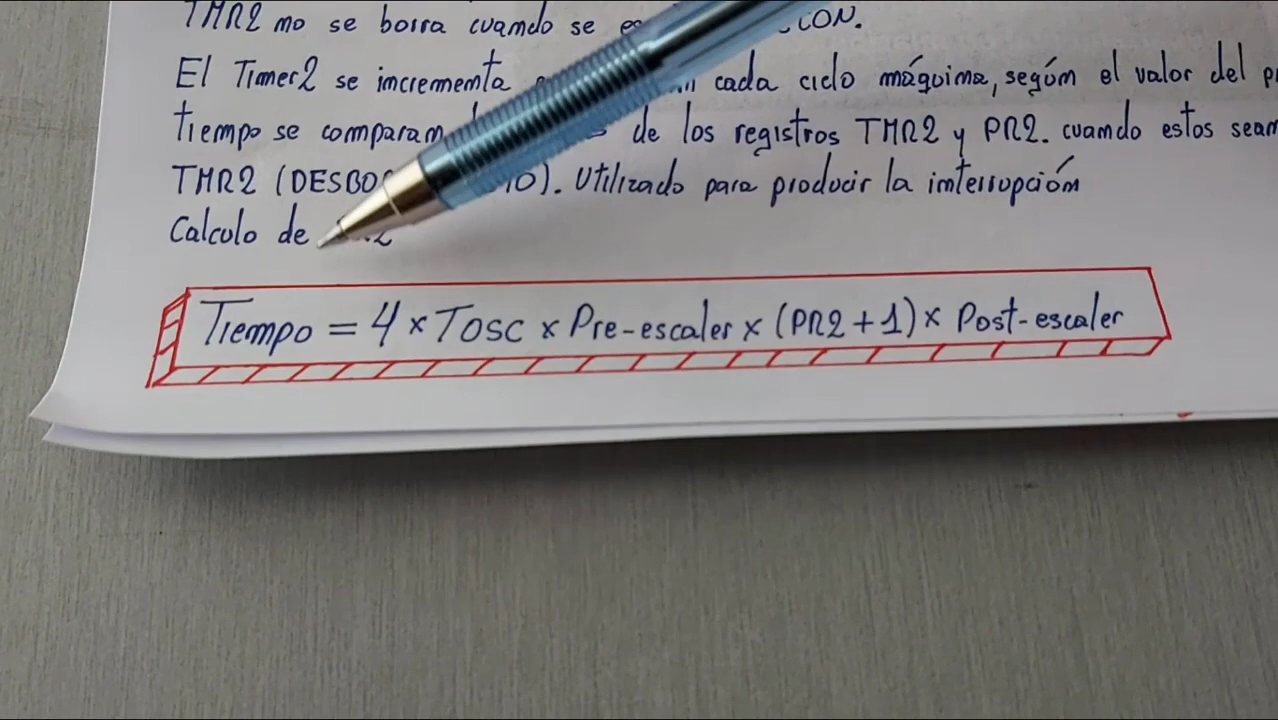 TMR2 no se borra cuando se CON.
El Timer2 se incrementa cada ciclo máquina, según el valor del
tiempo se comparan de los registros TMR2 y PR2. cuando estos sean
TMR2 (DESBO IO). Utilizado para producir la interrupción
Calculo de
Tiempo = 4 × Tosc × Pre-escaler × (PR2 + 1) × Post-escaler